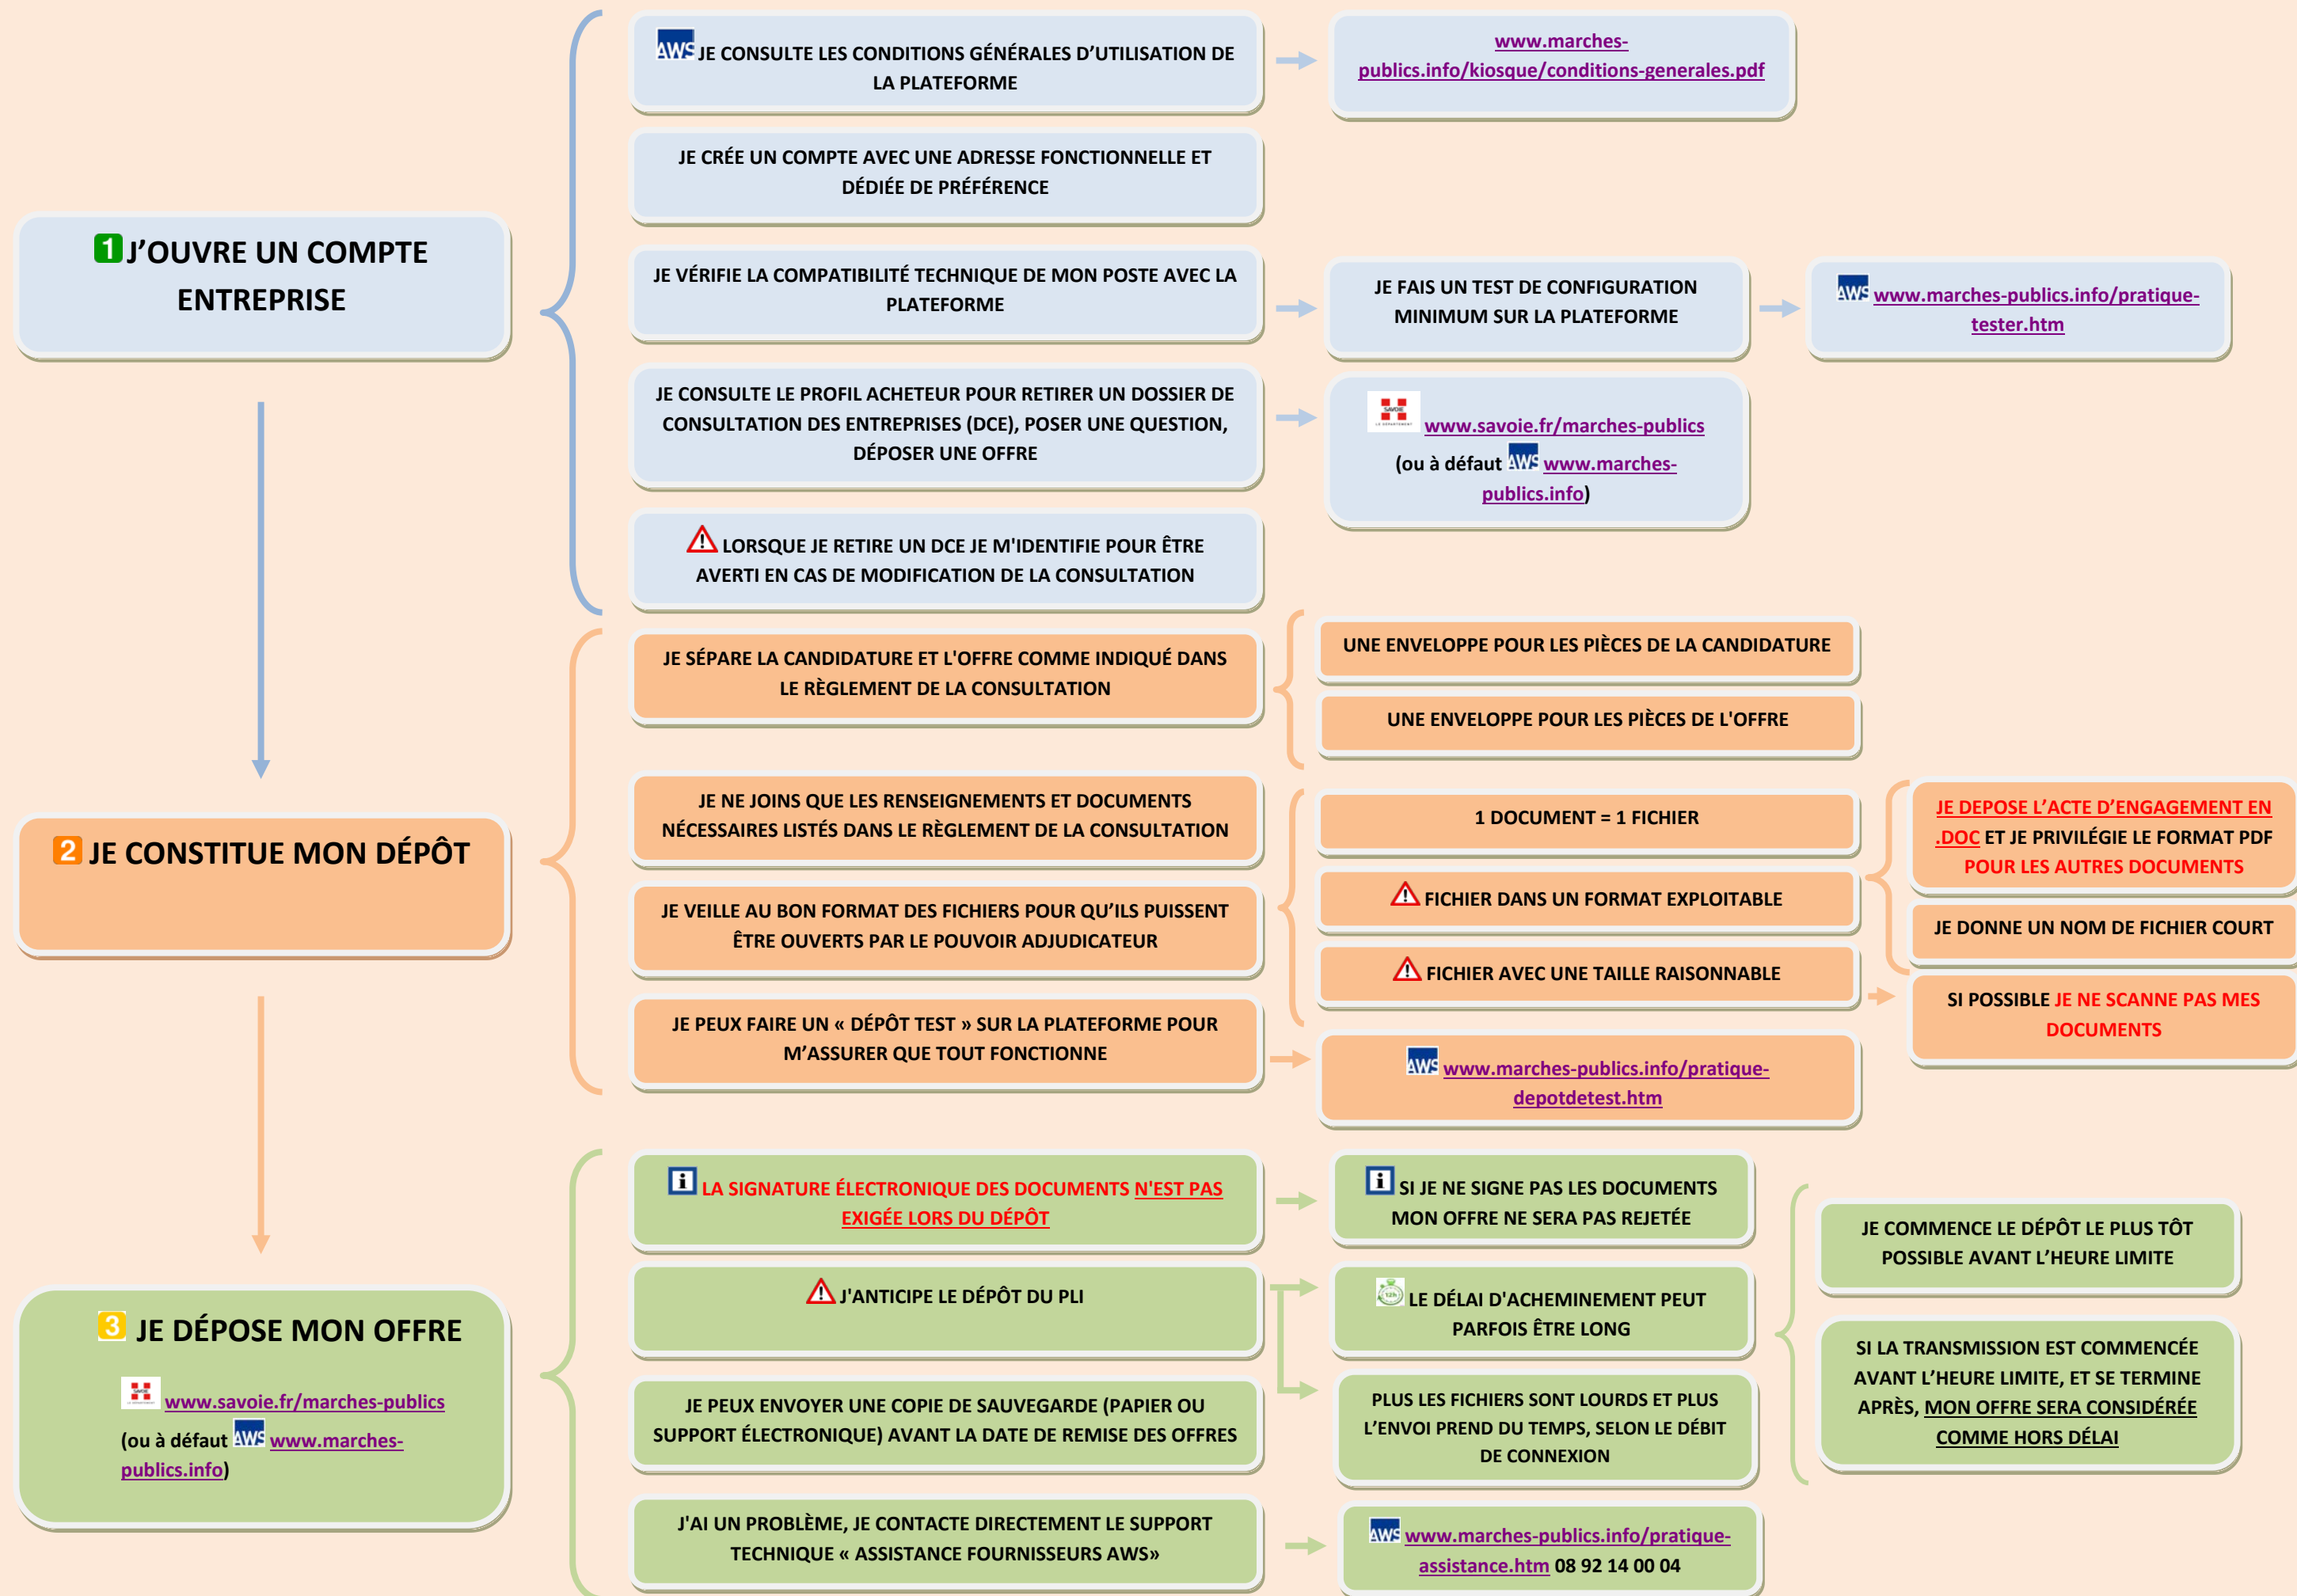 1 J'OUVRE UN COMPTE
ENTREPRISE
AWS JE CONSULTE LES CONDITIONS GÉNÉRALES D'UTILISATION DE
LA PLATEFORME
www.marches-
publics.info/kiosque/conditions-generales.pdf
JE CRÉE UN COMPTE AVEC UNE ADRESSE FONCTIONNELLE ET
DÉDIÉE DE PRÉFÉRENCE
JE VÉRIFIE LA COMPATIBILITÉ TECHNIQUE DE MON POSTE AVEC LA
PLATEFORME
JE FAIS UN TEST DE CONFIGURATION
MINIMUM SUR LA PLATEFORME
AWS www.marches-publics.info/pratique-
tester.htm
JE CONSULTE LE PROFIL ACHETEUR POUR RETIRER UN DOSSIER DE
CONSULTATION DES ENTREPRISES (DCE), POSER UNE QUESTION,
DÉPOSER UNE OFFRE
SAVOIE
LE DÉPARTEMENT
www.savoie.fr/marches-publics
(ou à défaut AWS www.marches-
publics.info)
LORSQUE JE RETIRE UN DCE JE M'IDENTIFIE POUR ÊTRE
AVERTI EN CAS DE MODIFICATION DE LA CONSULTATION
2 JE CONSTITUE MON DÉPÔT
JE SÉPARE LA CANDIDATURE ET L'OFFRE COMME INDIQUÉ DANS
LE RÈGLEMENT DE LA CONSULTATION
UNE ENVELOPPE POUR LES PIÈCES DE LA CANDIDATURE
UNE ENVELOPPE POUR LES PIÈCES DE L'OFFRE
JE NE JOINS QUE LES RENSEIGNEMENTS ET DOCUMENTS
NÉCESSAIRES LISTÉS DANS LE RÈGLEMENT DE LA CONSULTATION
JE VEILLE AU BON FORMAT DES FICHIERS POUR QU'ILS PUISSENT
ÊTRE OUVERTS PAR LE POUVOIR ADJUDICATEUR
1 DOCUMENT = 1 FICHIER
FICHIER DANS UN FORMAT EXPLOITABLE
FICHIER AVEC UNE TAILLE RAISONNABLE
JE DEPOSE L'ACTE D'ENGAGEMENT EN
.DOC ET JE PRIVILÉGIE LE FORMAT PDF
POUR LES AUTRES DOCUMENTS
JE DONNE UN NOM DE FICHIER COURT
SI POSSIBLE JE NE SCANNE PAS MES
DOCUMENTS
JE PEUX FAIRE UN « DÉPÔT TEST » SUR LA PLATEFORME POUR
M'ASSURER QUE TOUT FONCTIONNE
AWS www.marches-publics.info/pratique-
depotdetest.htm
3 JE DÉPOSE MON OFFRE
SAVOIE
LE DÉPARTEMENT
www.savoie.fr/marches-publics
(ou à défaut AWS www.marches-
publics.info)
LA SIGNATURE ÉLECTRONIQUE DES DOCUMENTS N'EST PAS
EXIGÉE LORS DU DÉPÔT
SI JE NE SIGNE PAS LES DOCUMENTS
MON OFFRE NE SERA PAS REJETÉE
J'ANTICIPE LE DÉPÔT DU PLI
12h
LE DÉLAI D'ACHEMINEMENT PEUT
PARFOIS ÊTRE LONG
PLUS LES FICHIERS SONT LOURDS ET PLUS
L'ENVOI PREND DU TEMPS, SELON LE DÉBIT
DE CONNEXION
JE COMMENCE LE DÉPÔT LE PLUS TÔT
POSSIBLE AVANT L'HEURE LIMITE
SI LA TRANSMISSION EST COMMENCÉE
AVANT L'HEURE LIMITE, ET SE TERMINE
APRÈS, MON OFFRE SERA CONSIDÉRÉE
COMME HORS DÉLAI
JE PEUX ENVOYER UNE COPIE DE SAUVEGARDE (PAPIER OU
SUPPORT ÉLECTRONIQUE) AVANT LA DATE DE REMISE DES OFFRES
J'AI UN PROBLÈME, JE CONTACTE DIRECTEMENT LE SUPPORT
TECHNIQUE « ASSISTANCE FOURNISSEURS AWS»
AWS www.marches-publics.info/pratique-
assistance.htm 08 92 14 00 04